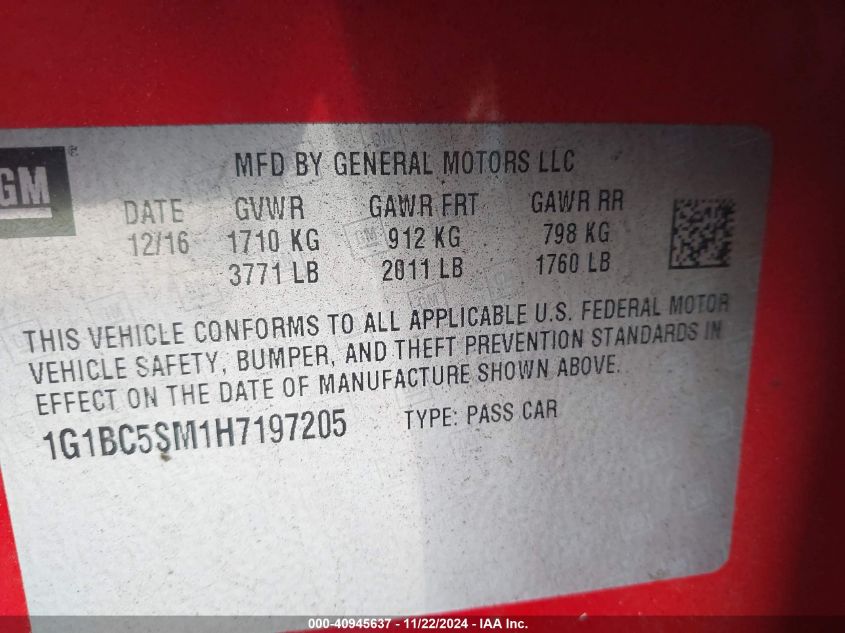 GM
MFD BY GENERAL MOTORS LLC
DATE GVWR GAWR FRT GAWR RR
12/16 1710 KG 912 KG 798 KG
3771 LB 2011 LB 1760 LB
THIS VEHICLE CONFORMS TO ALL APPLICABLE U.S. FEDERAL MOTOR
VEHICLE SAFETY, BUMPER, AND THEFT PREVENTION STANDARDS IN
EFFECT ON THE DATE OF MANUFACTURE SHOWN ABOVE.
1G1BC5SM1H7197205 TYPE: PASS CAR
000-40945637 - 11/22/2024 - IAA Inc.